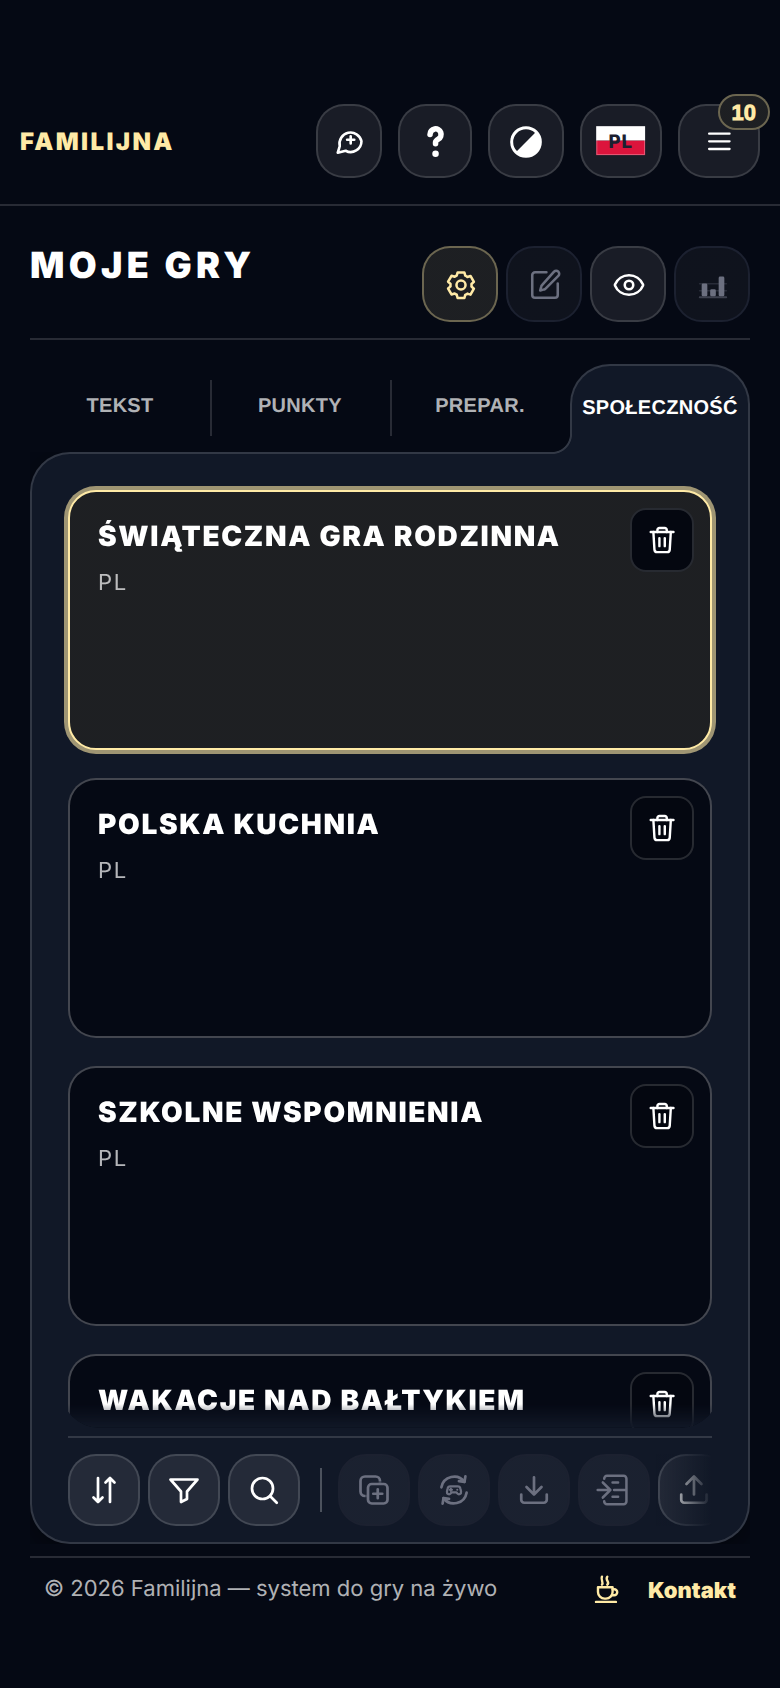 FAMILIJNA
?
PL
10
MOJE GRY
TEKST
PUNKTY
PREPAR.
SPOŁECZNOŚĆ
ŚWIĄTECZNA GRA RODZINNA
PL
POLSKA KUCHNIA
PL
SZKOLNE WSPOMNIENIA
PL
WAKACJE NAD BAŁTYKIEM
© 2026 Familijna — system do gry na żywo
Kontakt